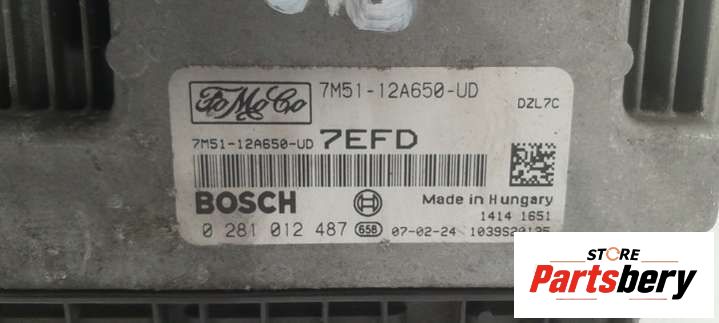 FoMoCo 7M51-12A650-UD
DZL7C
7M51-12A650-UD 7EFD
BOSCH Made in Hungary
1414 1651
0 281 012 487 658 07-02-24
STORE
Partsbery